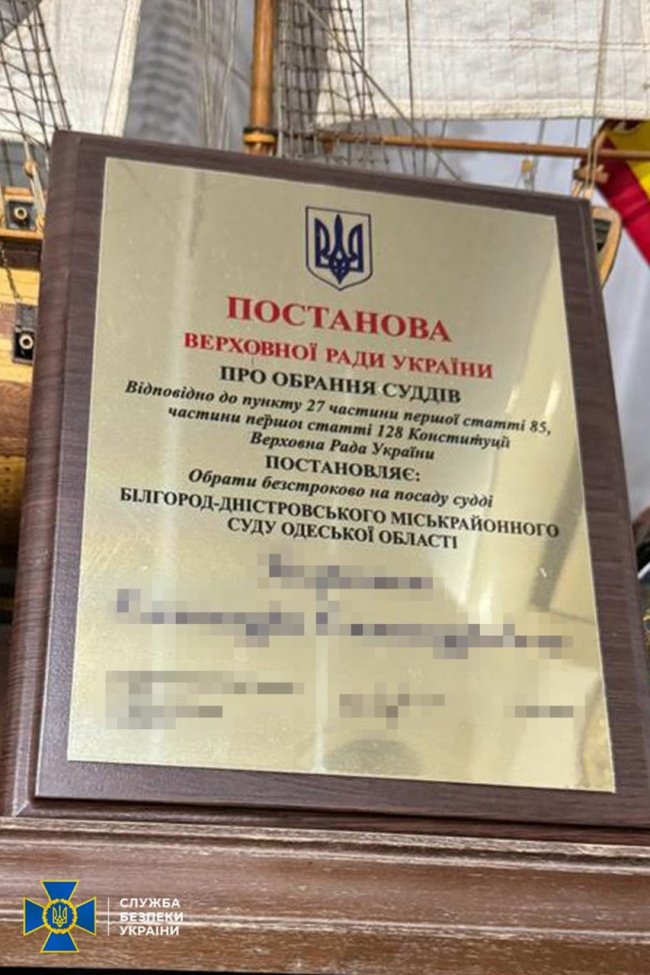 ПОСТАНОВА
ВЕРХОВНОЇ РАДИ УКРАЇНИ
ПРО ОБРАННЯ СУДДІВ
Відповідно до пункту 27 частини першої статті 85,
частини першої статті 128 Конституції
Верховна Рада України
ПОСТАНОВЛЯЄ:
Обрати безстроково на посаду судді
БІЛГОРОД-ДНІСТРОВСЬКОГО МІСЬКРАЙОННОГО
СУДУ ОДЕСЬКОЇ ОБЛАСТІ
СЛУЖБА
БЕЗПЕКИ
УКРАЇНИ